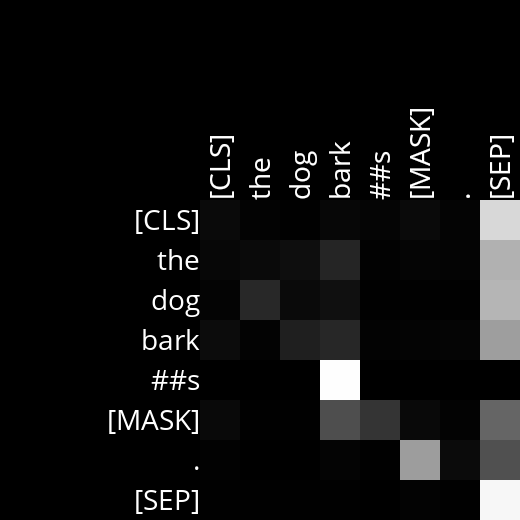 [CLS] the dog bark ##s [MASK] . [SEP]
[CLS]
the
dog
bark
##s
[MASK]
.
[SEP]